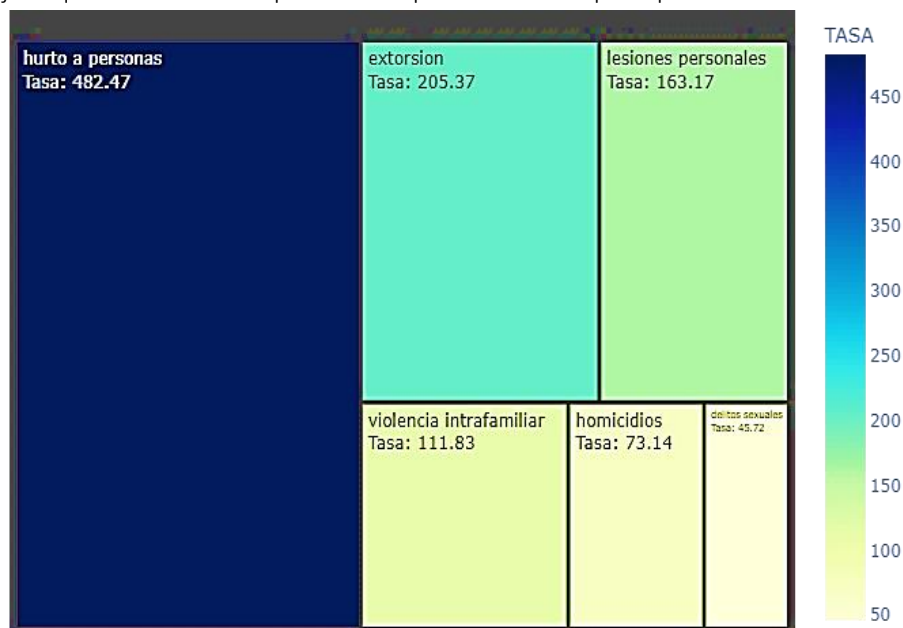 hurto a personas
Tasa: 482.47
extorsion
Tasa: 205.37
lesiones personales
Tasa: 163.17
violencia intrafamiliar
Tasa: 111.83
homicidios
Tasa: 73.14
delitos sexuales
Tasa: 45.72
TASA
450
400
350
300
250
200
150
100
50